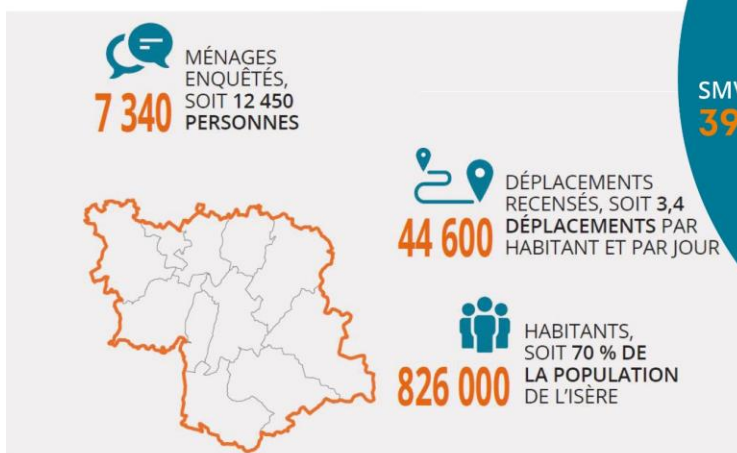 7 340
MÉNAGES
ENQUÊTÉS,
SOIT 12 450
PERSONNES
SMV
39
44 600
DÉPLACEMENTS
RECENSÉS, SOIT 3,4
DÉPLACEMENTS PAR
HABITANT ET PAR JOUR
826 000
HABITANTS,
SOIT 70 % DE
LA POPULATION
DE L'ISÈRE